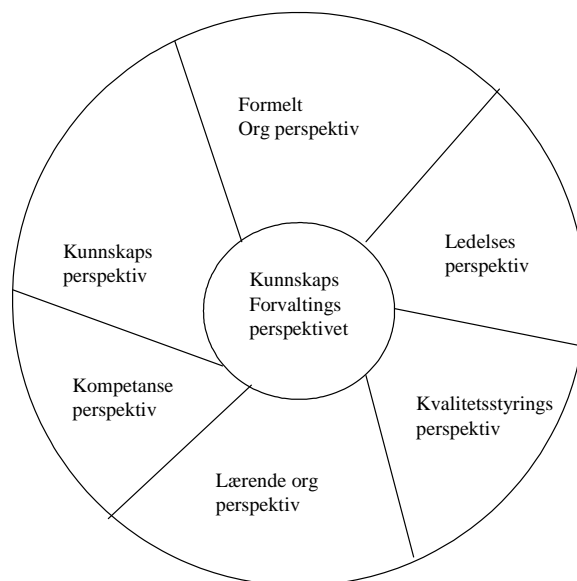 Formelt
Org perspektiv
Ledelses
perspektiv
Kunnskaps
perspektiv
Kunnskaps
Forvaltings
perspektivet
Kompetanse
perspektiv
Kvalitetsstyrings
perspektiv
Lærende org
perspektiv